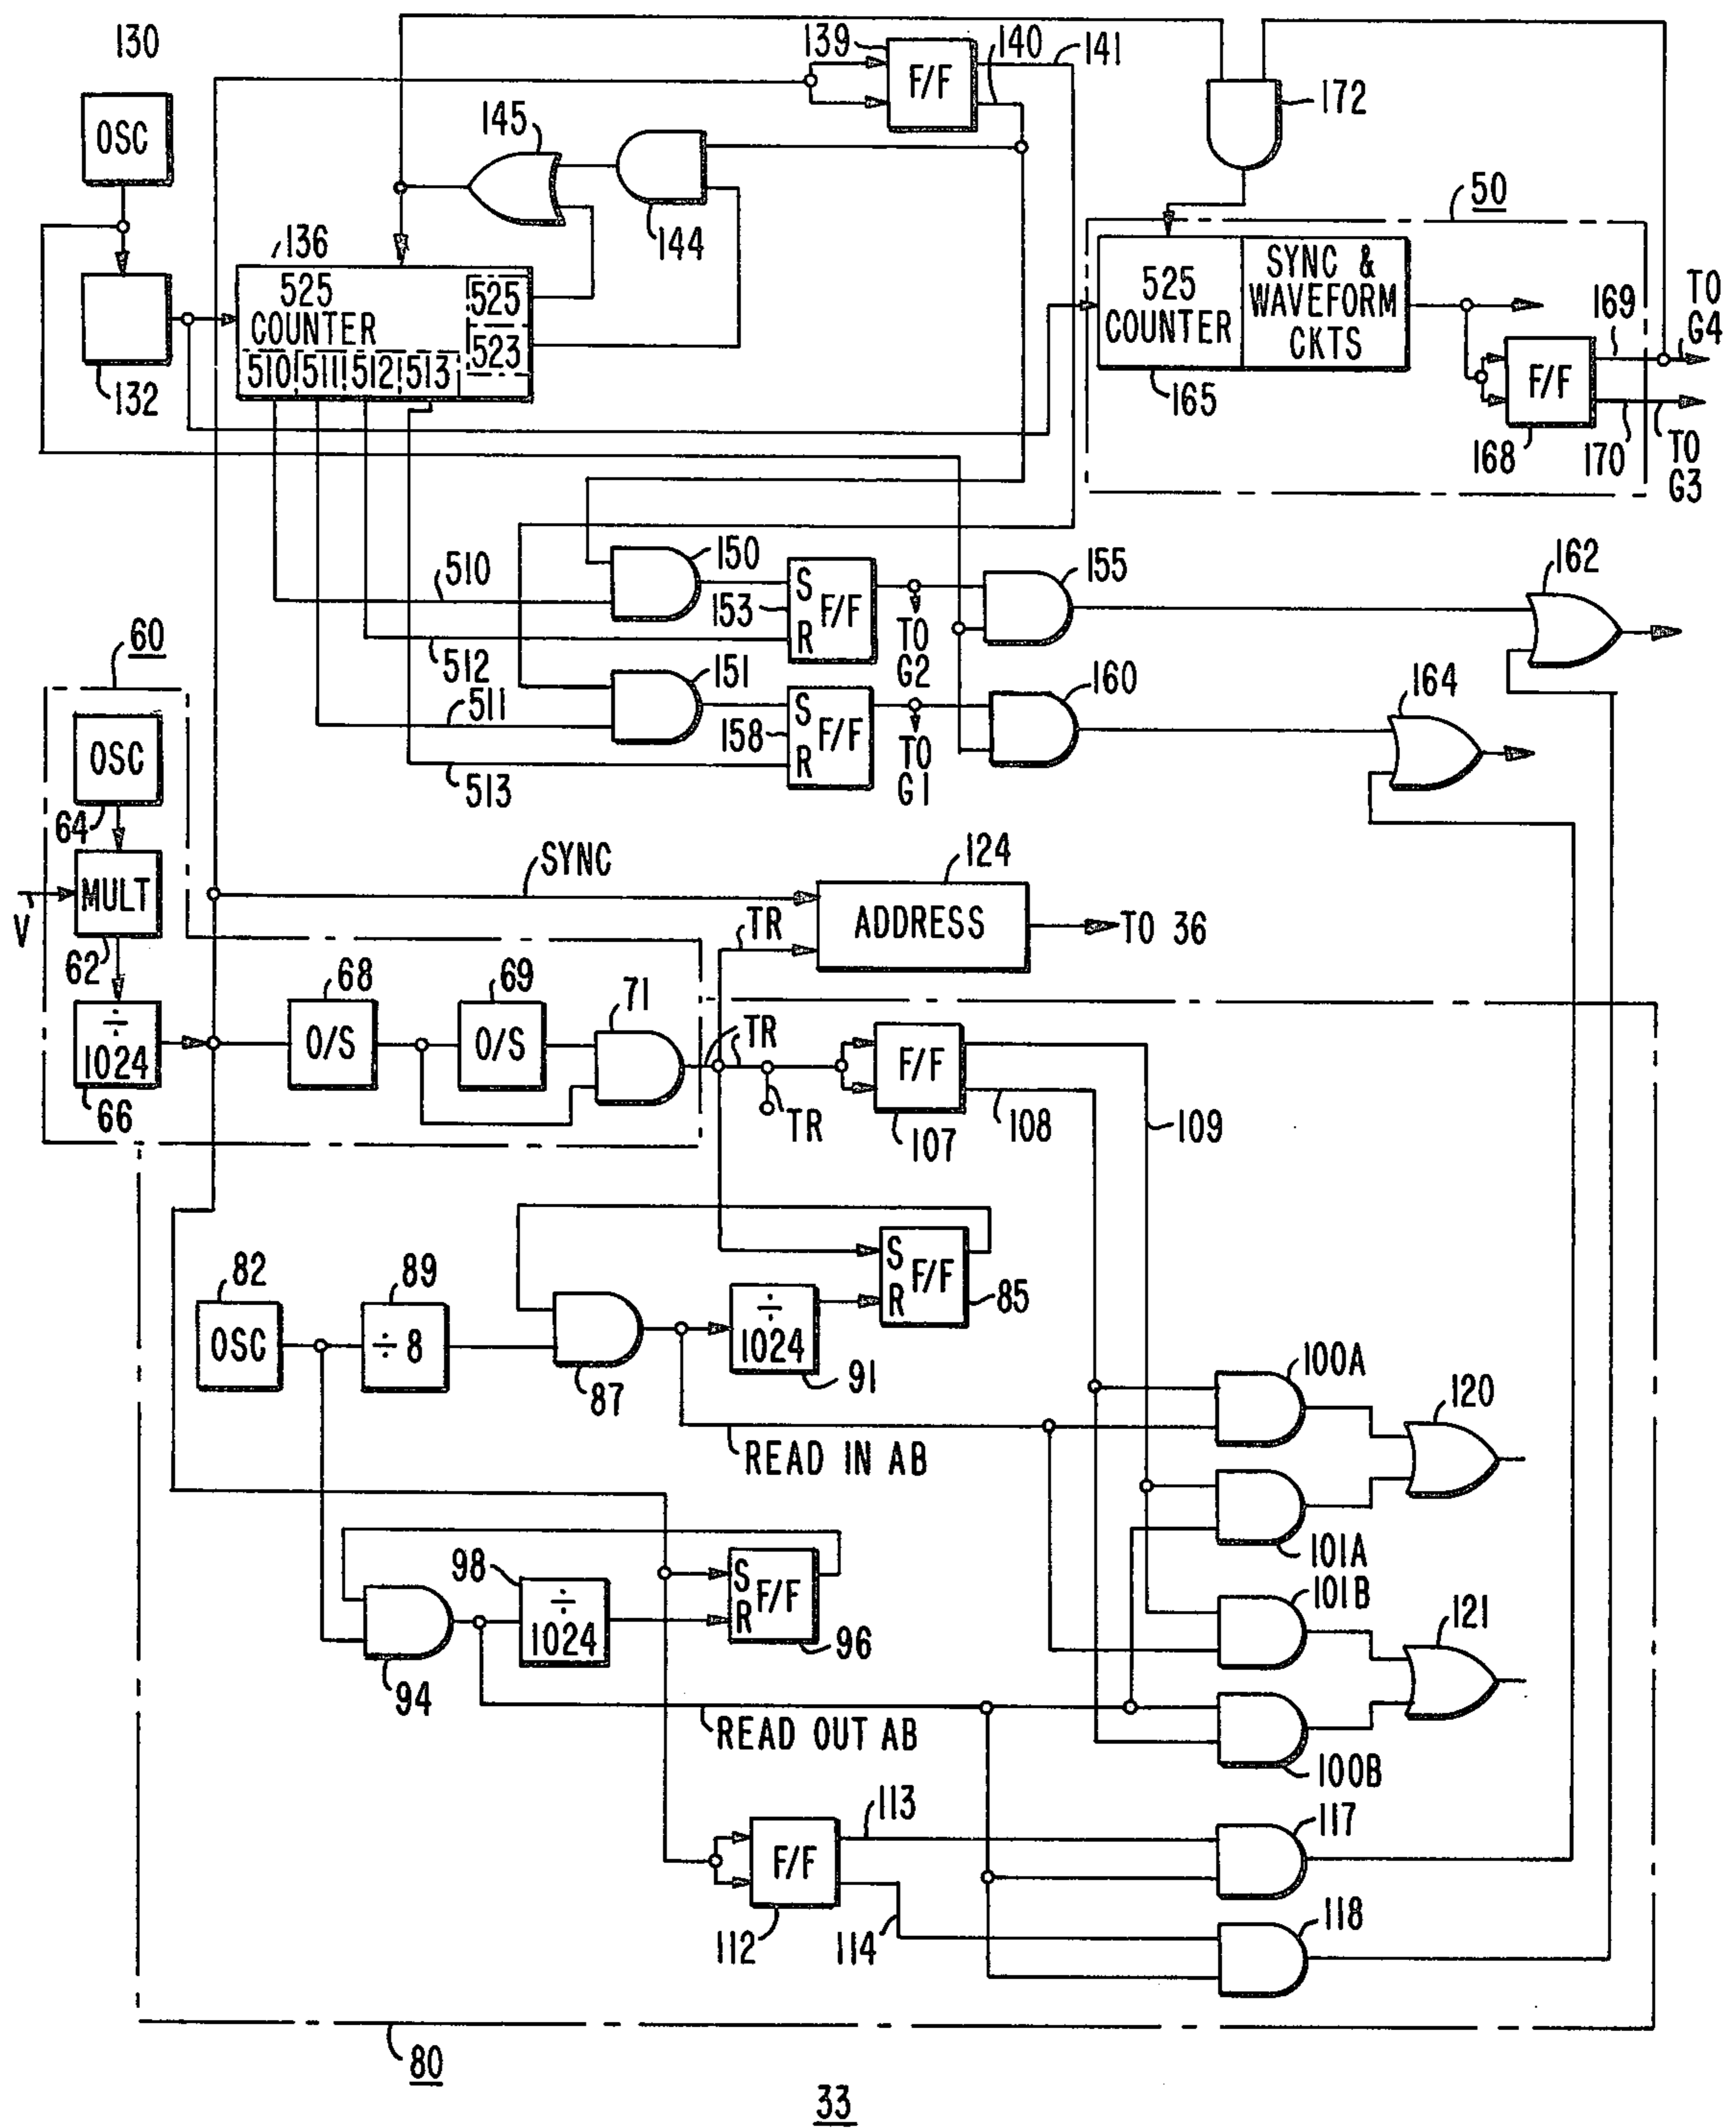 130
139
140
141
F/F
172
OSC
145
144
50
136
525
COUNTER
525
523
510 511 512 513
132
525
COUNTER
SYNC &
WAVEFORM
CKTS
165
F/F
168
169
170
TO
G4
TO
G3
150
510
S
F/F
R
153
155
162
512
TO
G2
60
151
511
S
F/F
R
158
160
164
513
TO
G1
OSC
64
MULT
V
62
÷
1024
66
SYNC
124
ADDRESS
TO 36
TR
68
O/S
69
O/S
71
TR
TR
F/F
107
108
109
82
OSC
89
÷ 8
87
÷
1024
91
S
F/F
R
85
READ IN AB
100A
120
101A
98
÷
1024
S
F/F
R
96
94
101B
121
READ OUT AB
100B
113
F/F
112
114
117
118
80
33